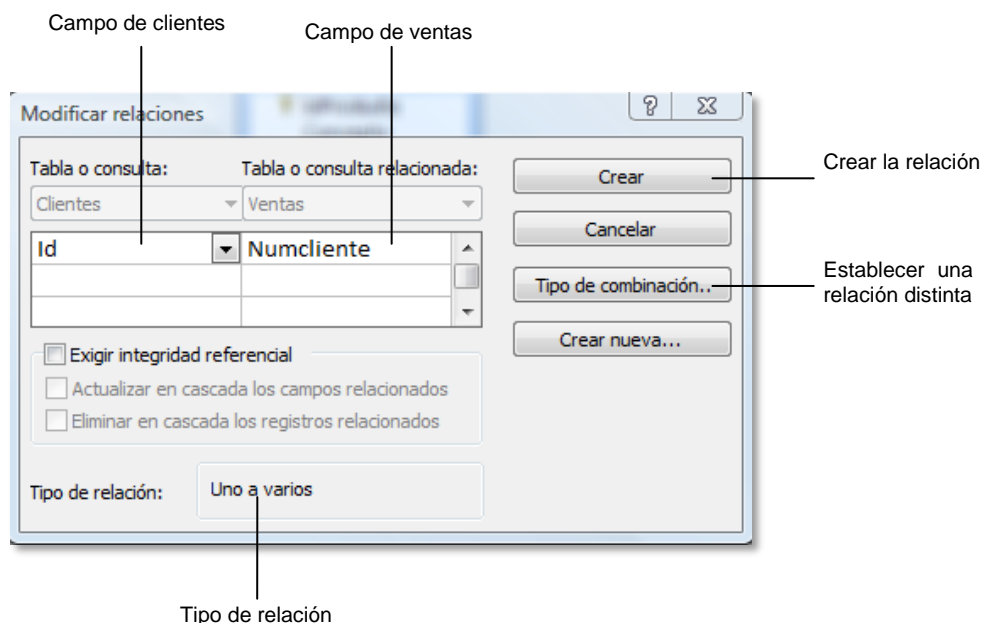 Campo de clientes
Campo de ventas
Modificar relaciones
Tabla o consulta:
Tabla o consulta relacionada:
Crear
Crear la relación
Clientes
Ventas
Cancelar
Id
Numcliente
Tipo de combinación..
Establecer una
relación distinta
Crear nueva...
Exigir integridad referencial
Actualizar en cascada los campos relacionados
Eliminar en cascada los registros relacionados
Tipo de relación:
Uno a varios
Tipo de relación